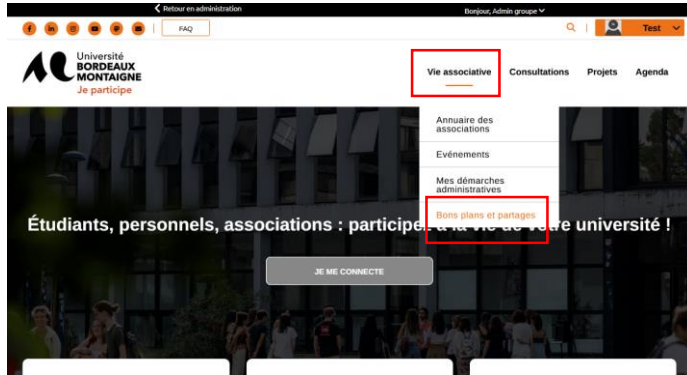 Retour en administration
Bonjour, Admin groupe
FAQ
Test
Université
BORDEAUX
MONTAIGNE
Je participe
Vie associative
Consultations
Projets
Agenda
Annuaire des
associations
Evénements
Mes démarches
administratives
Bons plans et partages
Étudiants, personnels, associations : participez à la vie de votre université !
JE ME CONNECTE